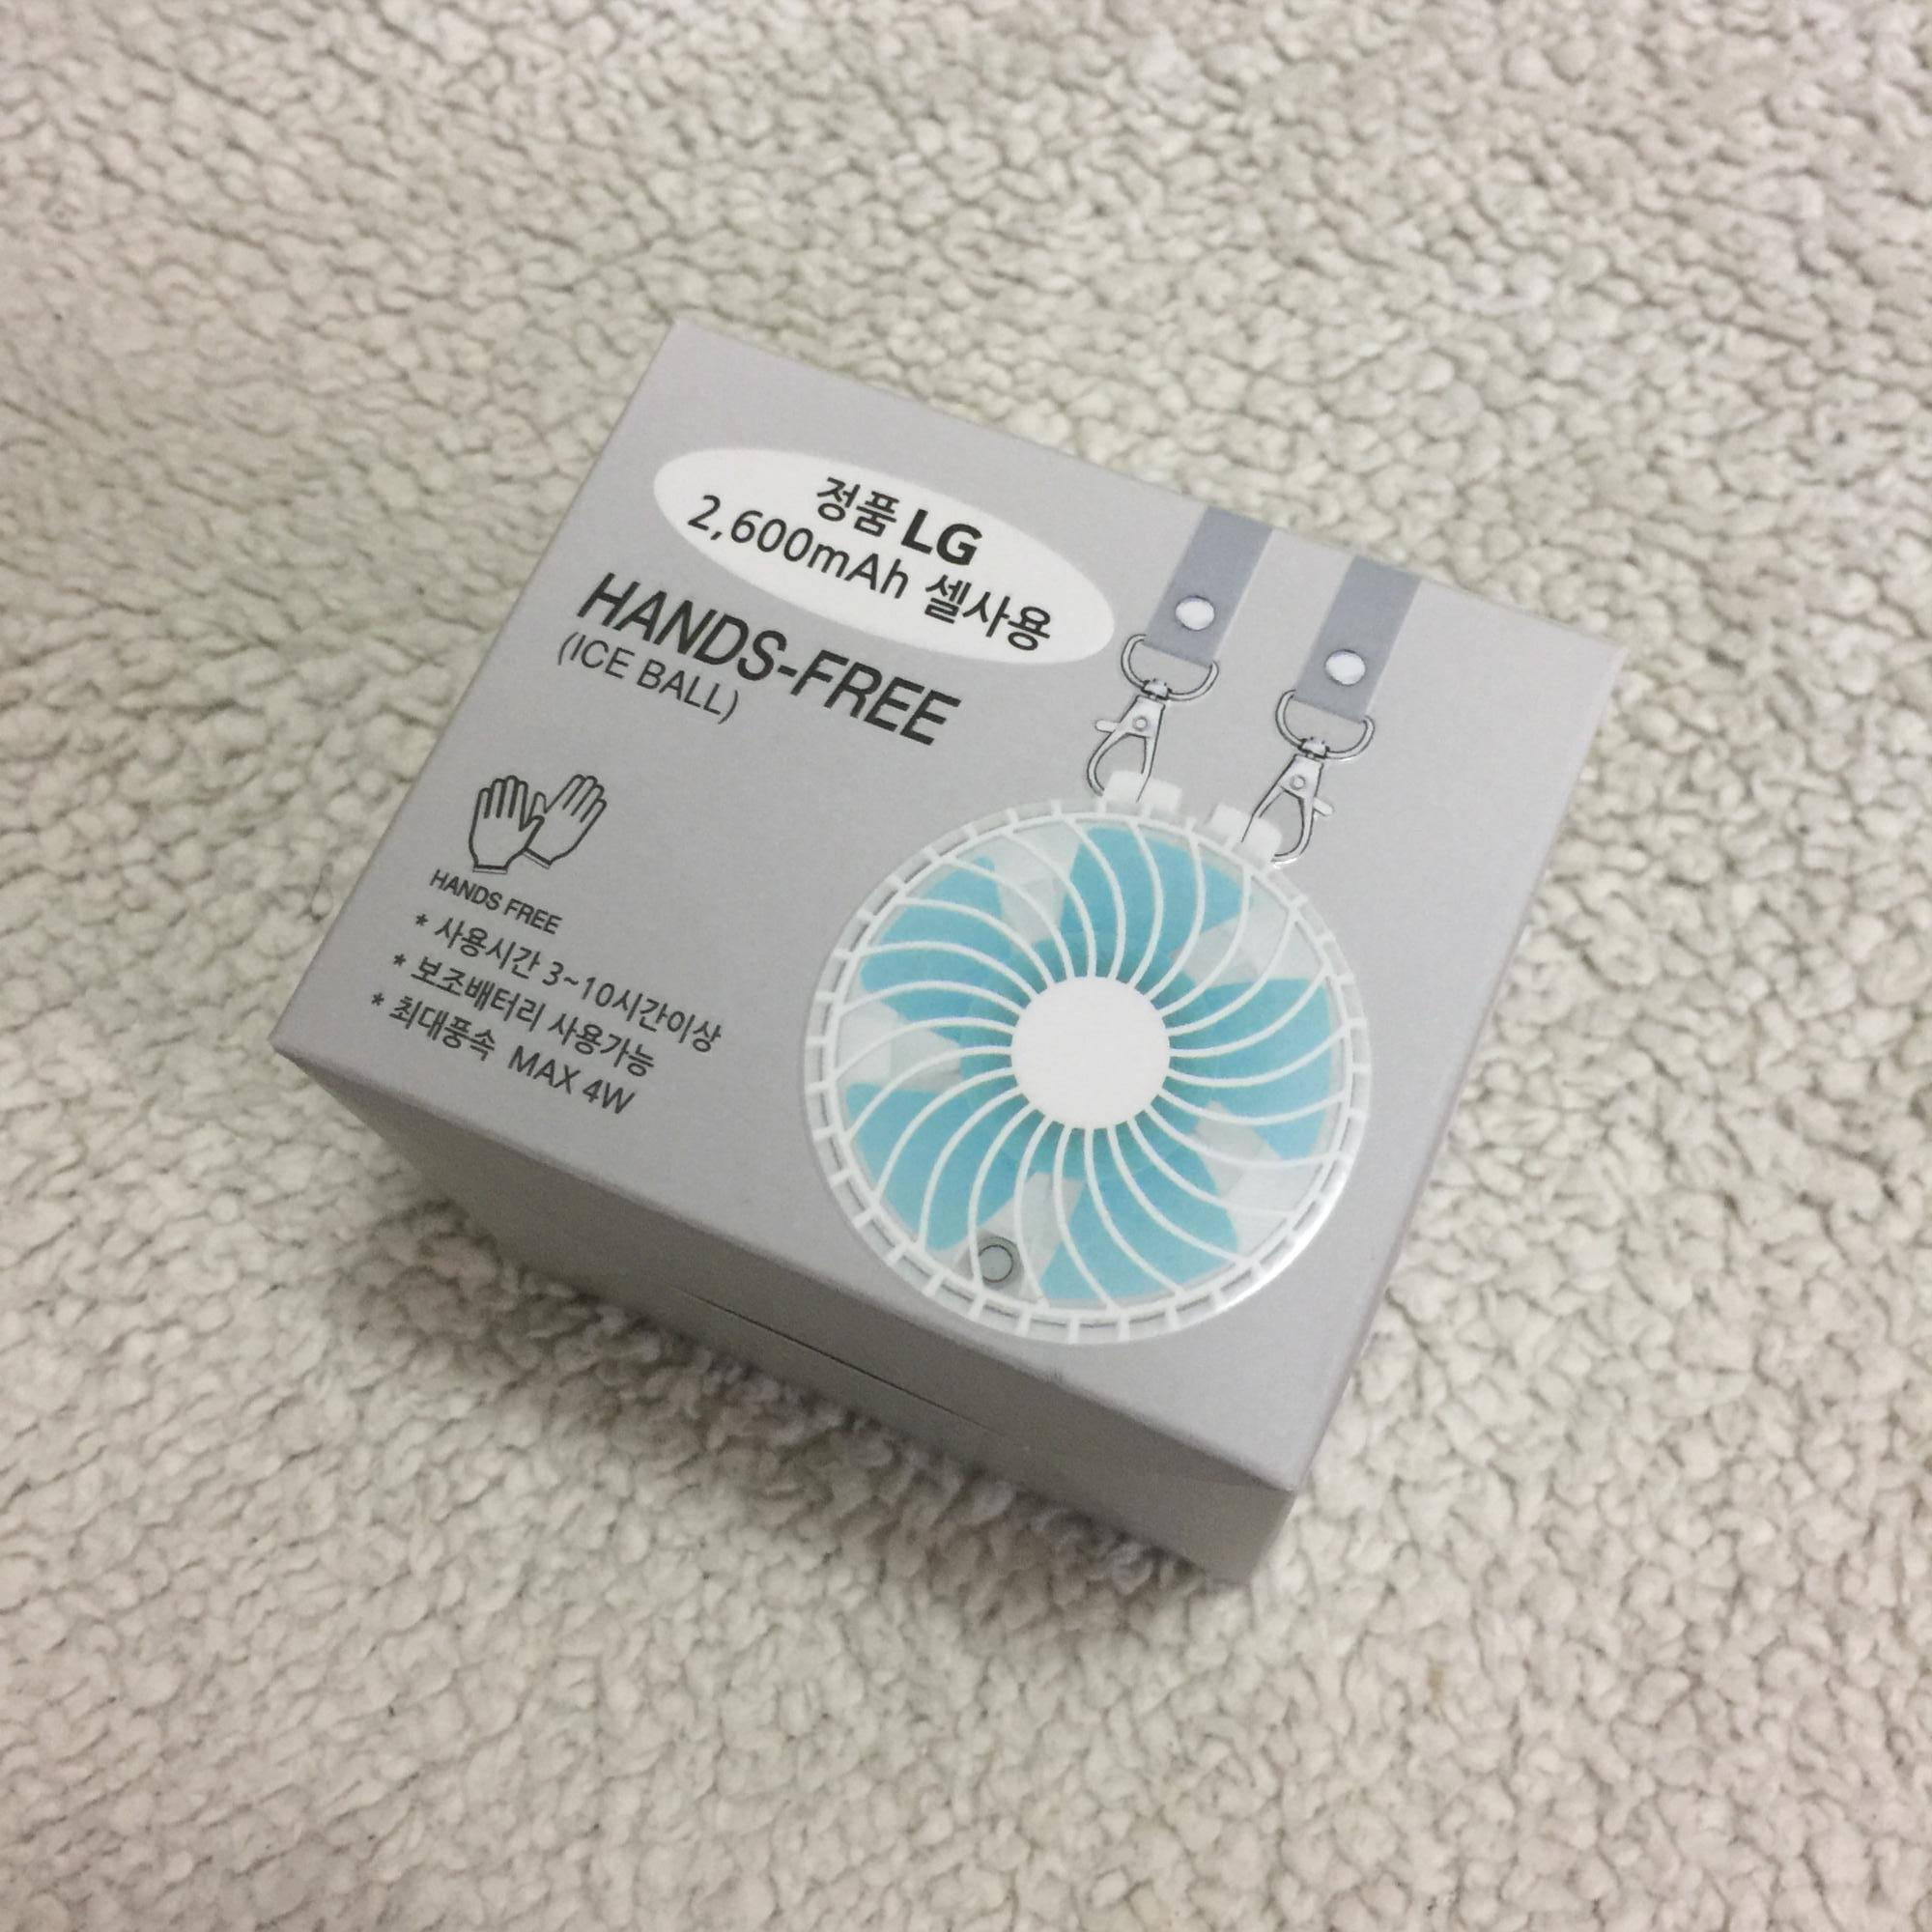 정품 LG
2,600mAh 셀사용
HANDS-FREE
(ICE BALL)
HANDS FREE
* 사용시간 3~10시간이상
* 보조배터리 사용가능
* 최대풍속 MAX 4W